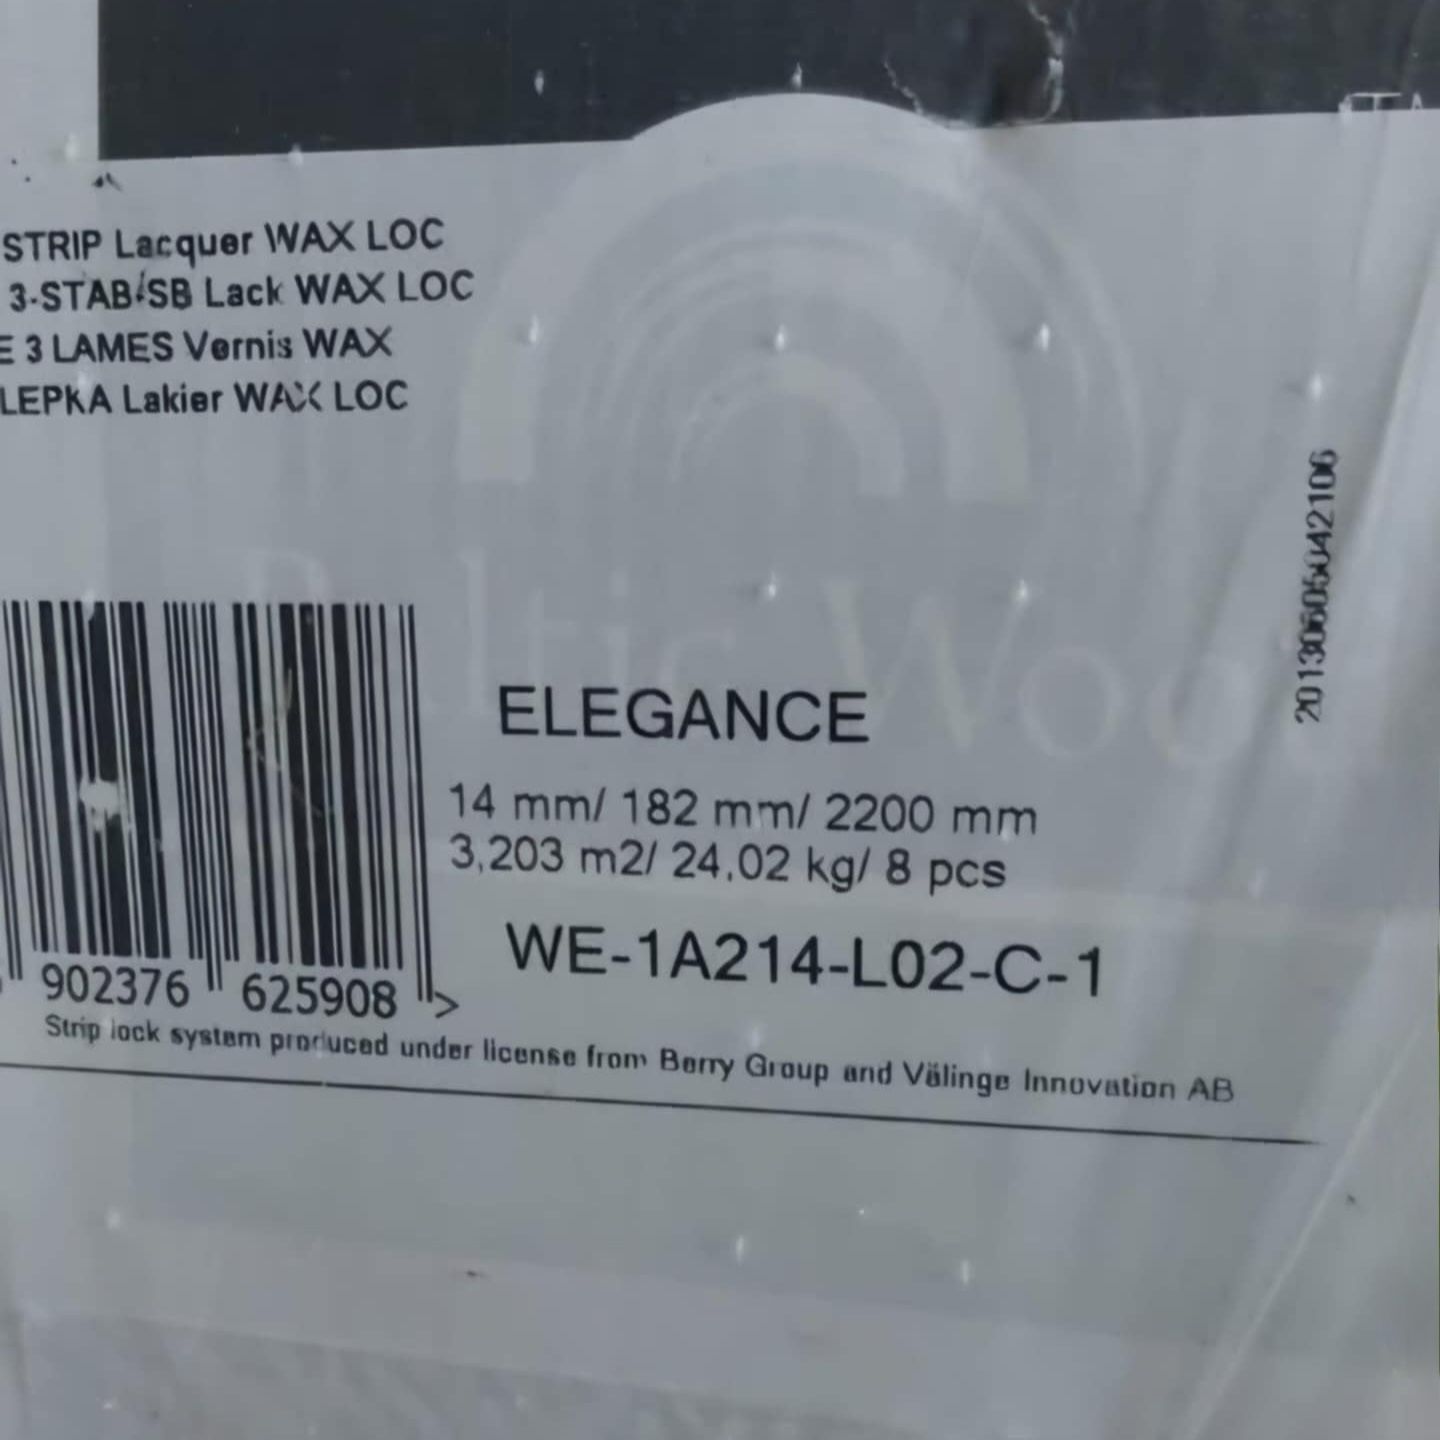 STRIP Lacquer WAX LOC
3-STAB/SB Lack WAX LOC
E 3 LAMES Vernis WAX
LEPKA Lakier WAX LOC
Baltic Wood
20130605042106
ELEGANCE
14 mm/ 182 mm/ 2200 mm
3,203 m2/ 24,02 kg/ 8 pcs
WE-1A214-L02-C-1
902376 625908 >
Strip lock system produced under license from Berry Group and Välinge Innovation AB